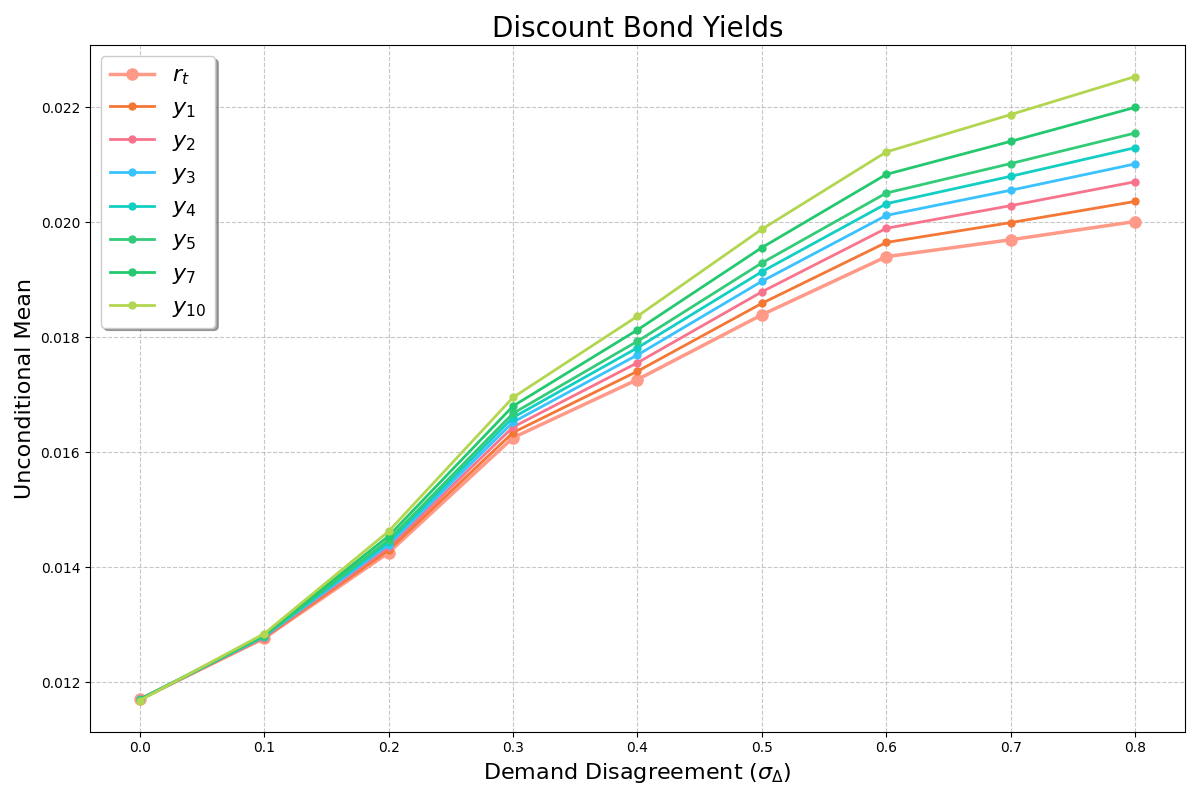 Discount Bond Yields
r_t
y_1
y_2
y_3
y_4
y_5
y_7
y_10
Unconditional Mean
0.022
0.020
0.018
0.016
0.014
0.012
0.0 0.1 0.2 0.3 0.4 0.5 0.6 0.7 0.8
Demand Disagreement (σ_Δ)